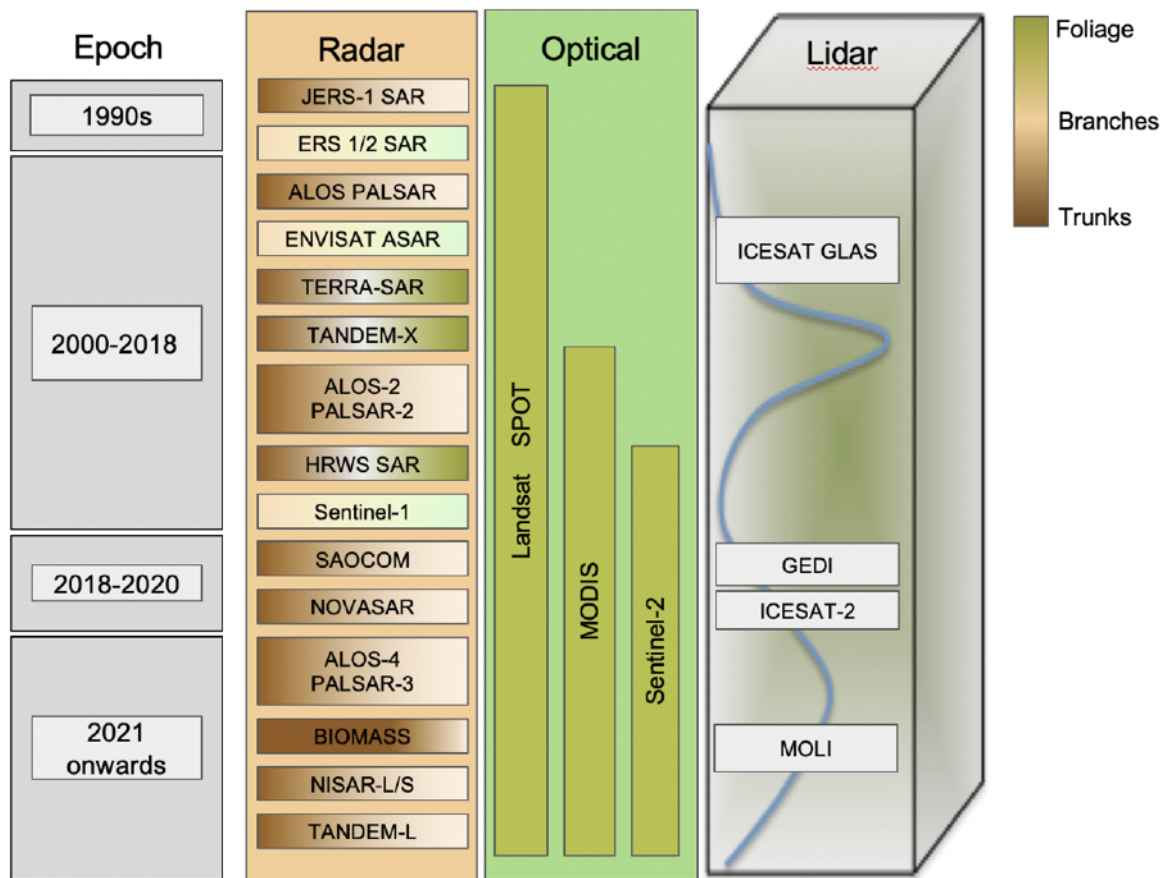 Epoch
1990s
2000-2018
2018-2020
2021
onwards
Radar
JERS-1 SAR
ERS 1/2 SAR
ALOS PALSAR
ENVISAT ASAR
TERRA-SAR
TANDEM-X
ALOS-2
PALSAR-2
HRWS SAR
Sentinel-1
SAOCOM
NOVASAR
ALOS-4
PALSAR-3
BIOMASS
NISAR-L/S
TANDEM-L
Optical
Landsat SPOT
MODIS
Sentinel-2
Lidar
ICESAT GLAS
GEDI
ICESAT-2
MOLI
Foliage
Branches
Trunks